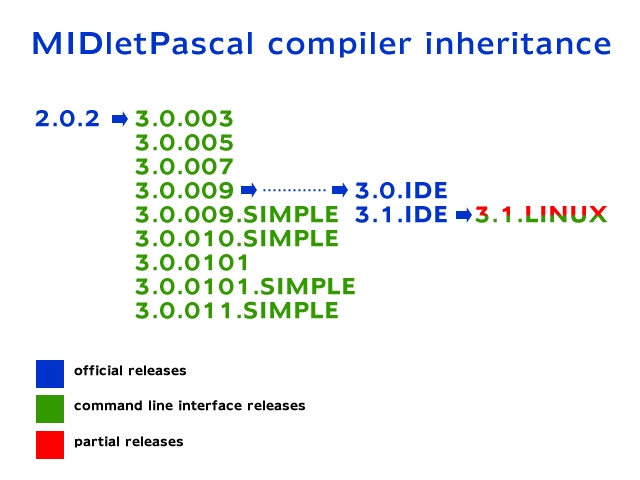 MIDletPascal compiler inheritance
2.0.2 3.0.003
3.0.005
3.0.007
3.0.009 3.0.IDE
3.0.009.SIMPLE 3.1.IDE 3.1.LINUX
3.0.010.SIMPLE
3.0.0101
3.0.0101.SIMPLE
3.0.011.SIMPLE
official releases
command line interface releases
partial releases